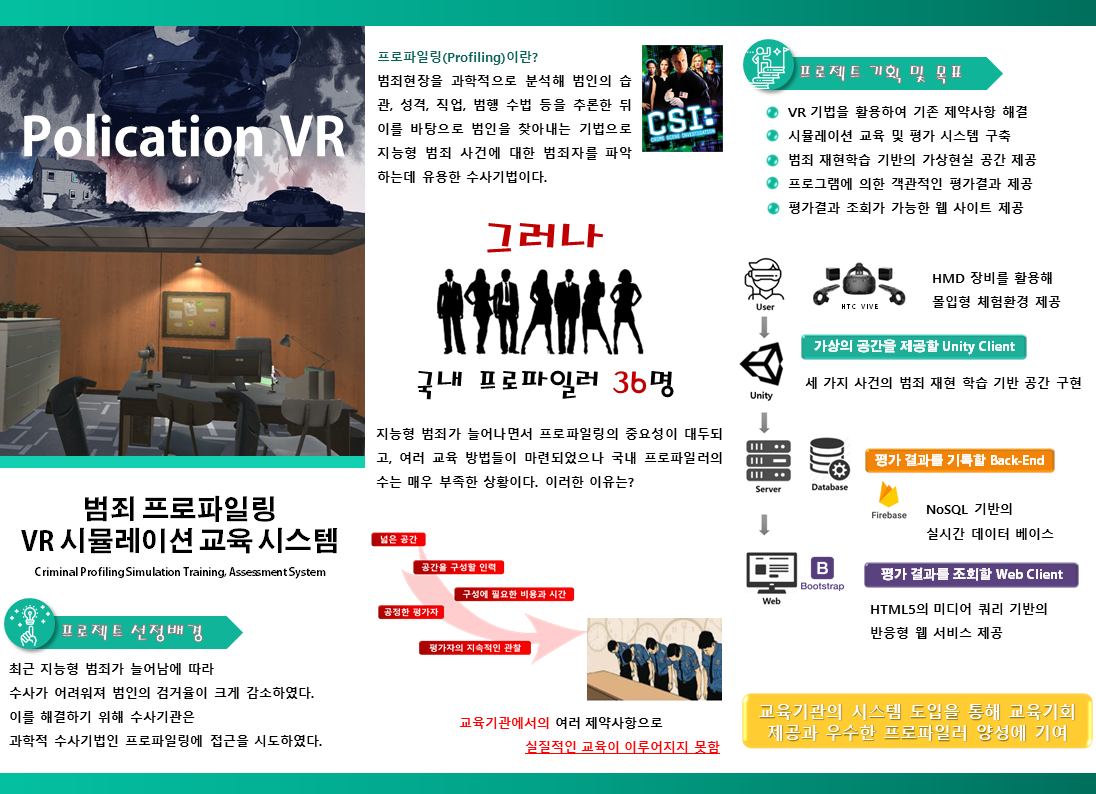 Polication VR
범죄 프로파일링
VR 시뮬레이션 교육 시스템
Criminal Profiling Simulation Training, Assessment System
프로젝트 선정배경
최근 지능형 범죄가 늘어남에 따라
수사가 어려워져 범인의 검거율이 크게 감소하였다.
이를 해결하기 위해 수사기관은
과학적 수사기법인 프로파일링에 접근을 시도하였다.
프로파일링(Profiling)이란?
범죄현장을 과학적으로 분석해 범인의 습
관, 성격, 직업, 범행 수법 등을 추론한 뒤
이를 바탕으로 범인을 찾아내는 기법으로
지능형 범죄 사건에 대한 범죄자를 파악
하는데 유용한 수사기법이다.
CSI:
CRIME SCENE INVESTIGATION
그러나
국내 프로파일러 36명
지능형 범죄가 늘어나면서 프로파일링의 중요성이 대두되
고, 여러 교육 방법들이 마련되었으나 국내 프로파일러의
수는 매우 부족한 상황이다. 이러한 이유는?
넓은 공간
공간을 구성할 인력
구성에 필요한 비용과 시간
공정한 평가자
평가자의 지속적인 관찰
교육기관에서의 여러 제약사항으로
실질적인 교육이 이루어지지 못함
프로젝트 기획 및 목표
VR 기법을 활용하여 기존 제약사항 해결
시뮬레이션 교육 및 평가 시스템 구축
범죄 재현학습 기반의 가상현실 공간 제공
프로그램에 의한 객관적인 평가결과 제공
평가결과 조회가 가능한 웹 사이트 제공
User
HTC VIVE
HMD 장비를 활용해
몰입형 체험환경 제공
가상의 공간을 제공할 Unity Client
Unity
세 가지 사건의 범죄 재현 학습 기반 공간 구현
Server
Database
평가 결과를 기록할 Back-End
Firebase
NoSQL 기반의
실시간 데이터 베이스
Web
B
Bootstrap
평가 결과를 조회할 Web Client
HTML5의 미디어 쿼리 기반의
반응형 웹 서비스 제공
교육기관의 시스템 도입을 통해 교육기회
제공과 우수한 프로파일러 양성에 기여